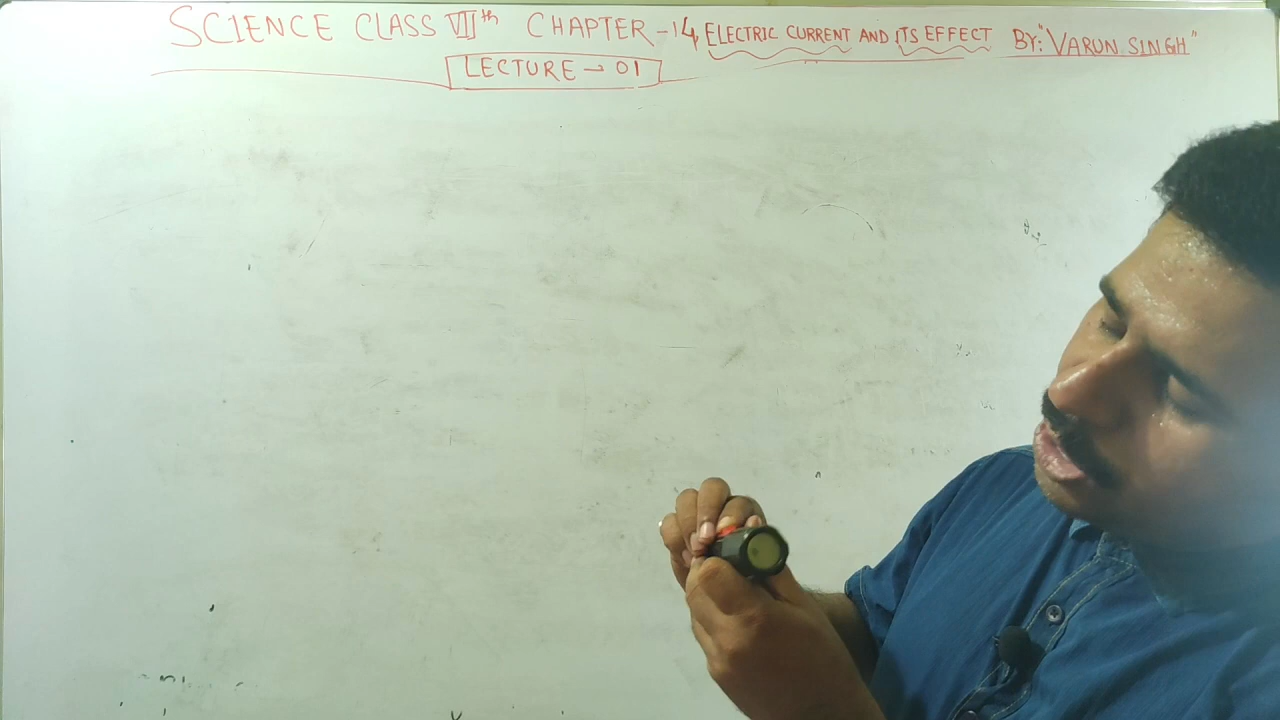 SCIENCE CLASS VIIth CHAPTER-14, ELECTRIC CURRENT AND ITS EFFECT BY:"VARUN SINGH"
LECTURE→01